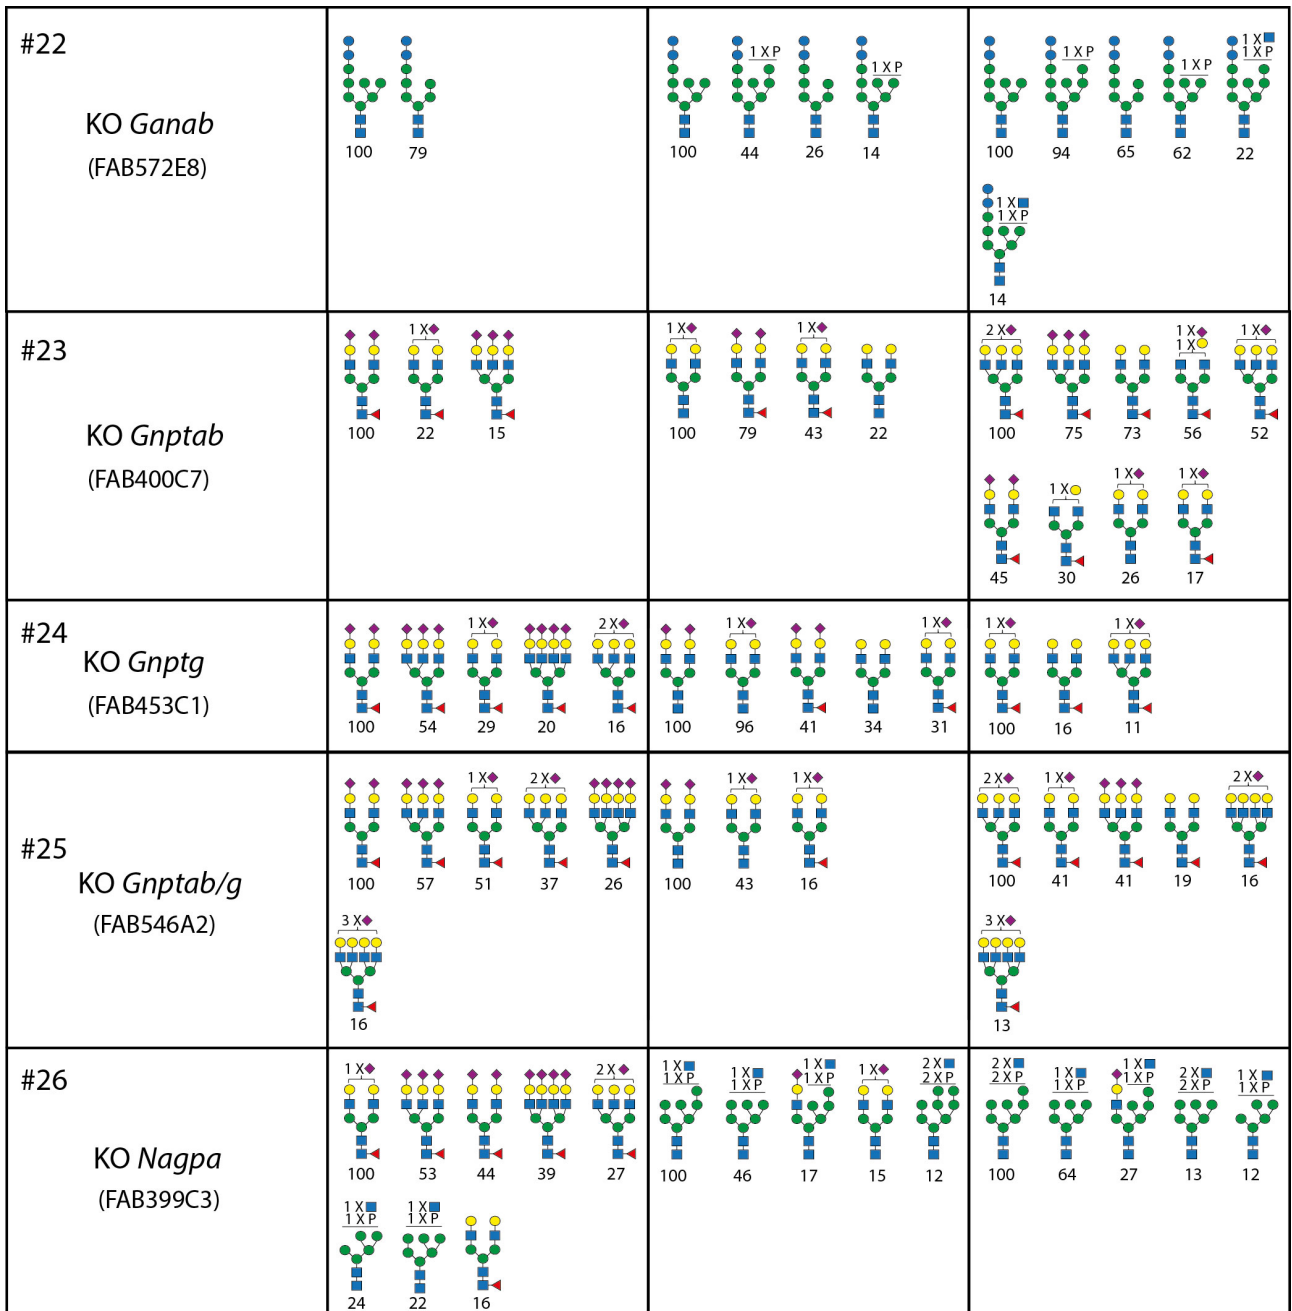 #22
KO Ganab
(FAB572E8)
100 79
1 X P
1 X P
100 44 26 14
1 X
1 X P
1 X P
1 X P
100 94 65 62 22
1 X
1 X P
14
#23
KO Gnptab
(FAB400C7)
1 X
100 22 15
1 X 1 X
100 79 43 22
2 X 1 X 1 X
1 X
100 75 73 56 52
1 X 1 X 1 X
45 30 26 17
#24
KO Gnptg
(FAB453C1)
1 X 2 X
100 54 29 20 16
1 X 1 X
100 96 41 34 31
1 X 1 X
100 16 11
#25
KO Gnptab/g
(FAB546A2)
1 X 2 X
100 57 51 37 26
3 X
16
1 X 1 X
100 43 16
2 X 1 X 2 X
100 41 41 19 16
3 X
13
#26
KO Nagpa
(FAB399C3)
1 X 2 X
100 53 44 39 27
1 X 1 X
1 X P 1 X P
24 22 16
1 X 1 X 1 X 1 X 2 X
1 X P 1 X P 1 X P 2 X P
100 46 17 15 12
2 X 1 X 1 X 2 X 1 X
2 X P 1 X P 1 X P 2 X P 1 X P
100 64 27 13 12